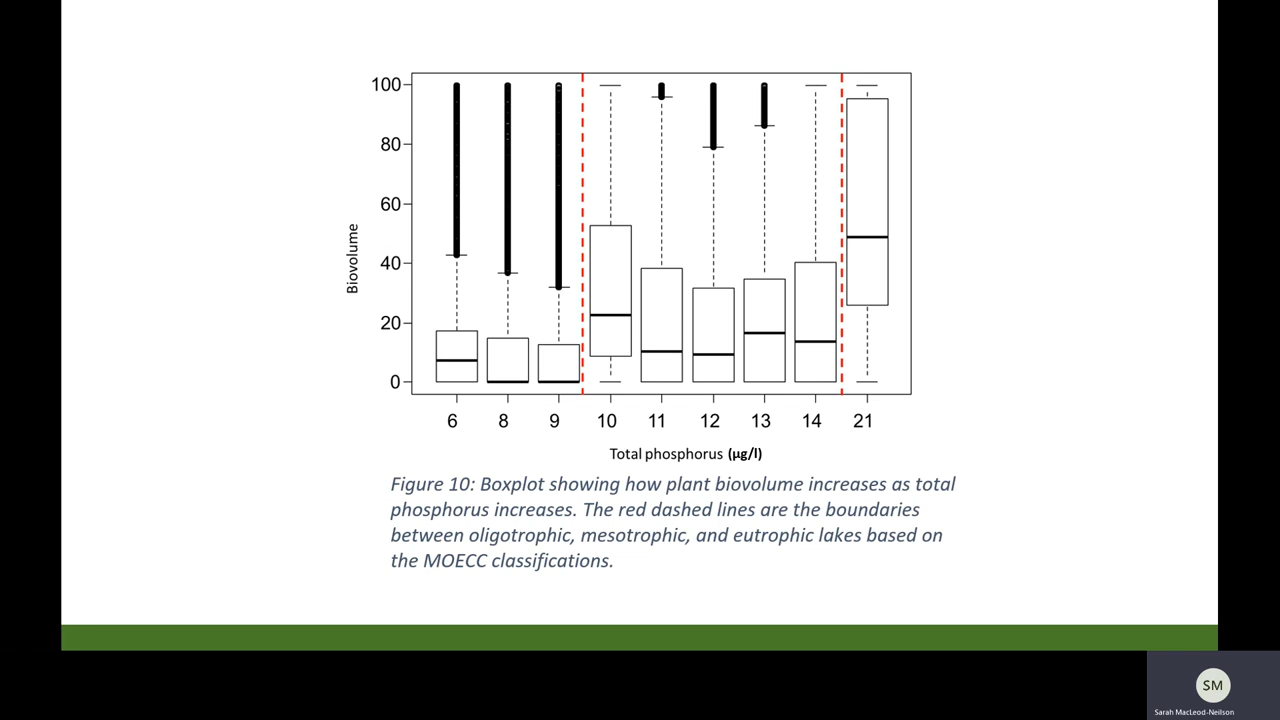 100
80
60
40
20
0
Biovolume
6 8 9 10 11 12 13 14 21
Total phosphorus (µg/l)
Figure 10: Boxplot showing how plant biovolume increases as total
phosphorus increases. The red dashed lines are the boundaries
between oligotrophic, mesotrophic, and eutrophic lakes based on
the MOECC classifications.
SM
Sarah MacLeod-Neilson